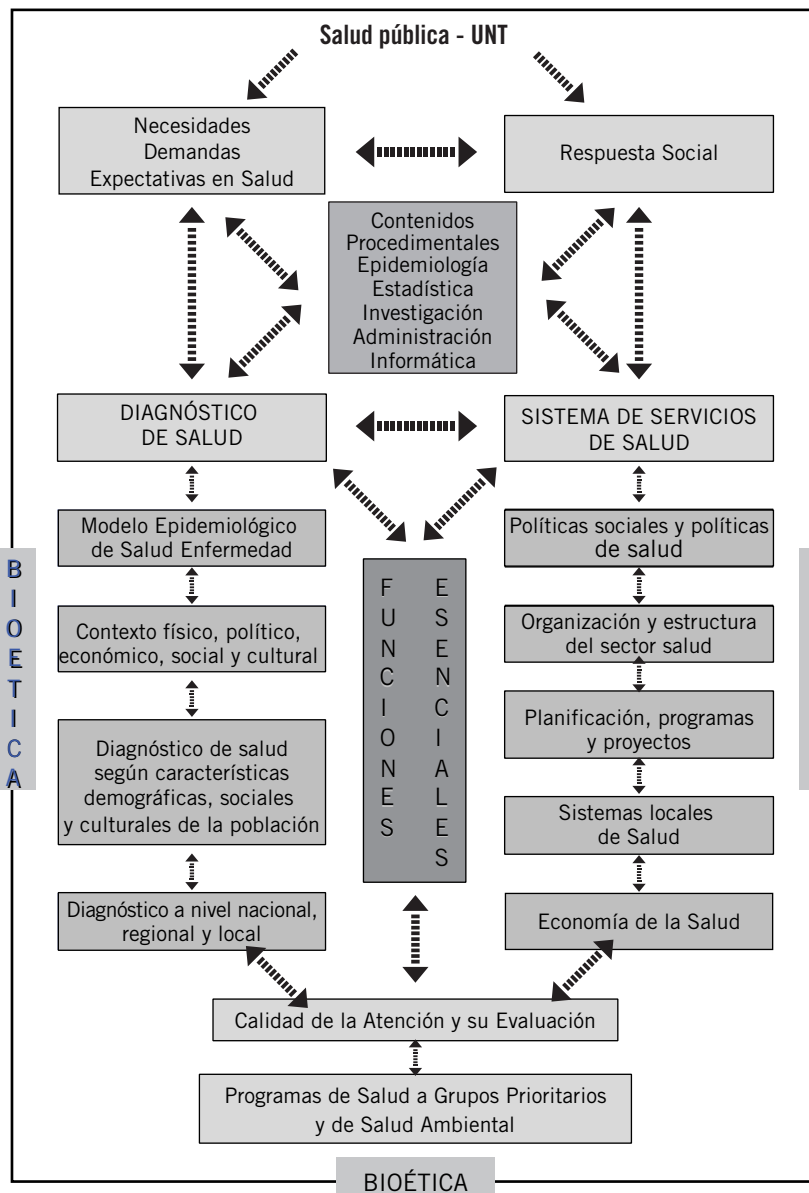 Salud pública - UNT
Necesidades
Demandas
Expectativas en Salud
Respuesta Social
Contenidos
Procedimentales
Epidemiología
Estadística
Investigación
Administración
Informática
DIAGNÓSTICO
DE SALUD
SISTEMA DE SERVICIOS
DE SALUD
Modelo Epidemiológico
de Salud Enfermedad
Contexto físico, político,
económico, social y cultural
Diagnóstico de salud
según características
demográficas, sociales
y culturales de la población
Diagnóstico a nivel nacional,
regional y local
FUNCIONES
ESENCIALES
Políticas sociales y políticas
de salud
Organización y estructura
del sector salud
Planificación, programas
y proyectos
Sistemas locales
de Salud
Economía de la Salud
BIOETICA
Calidad de la Atención y su Evaluación
Programas de Salud a Grupos Prioritarios
y de Salud Ambiental
BIOÉTICA